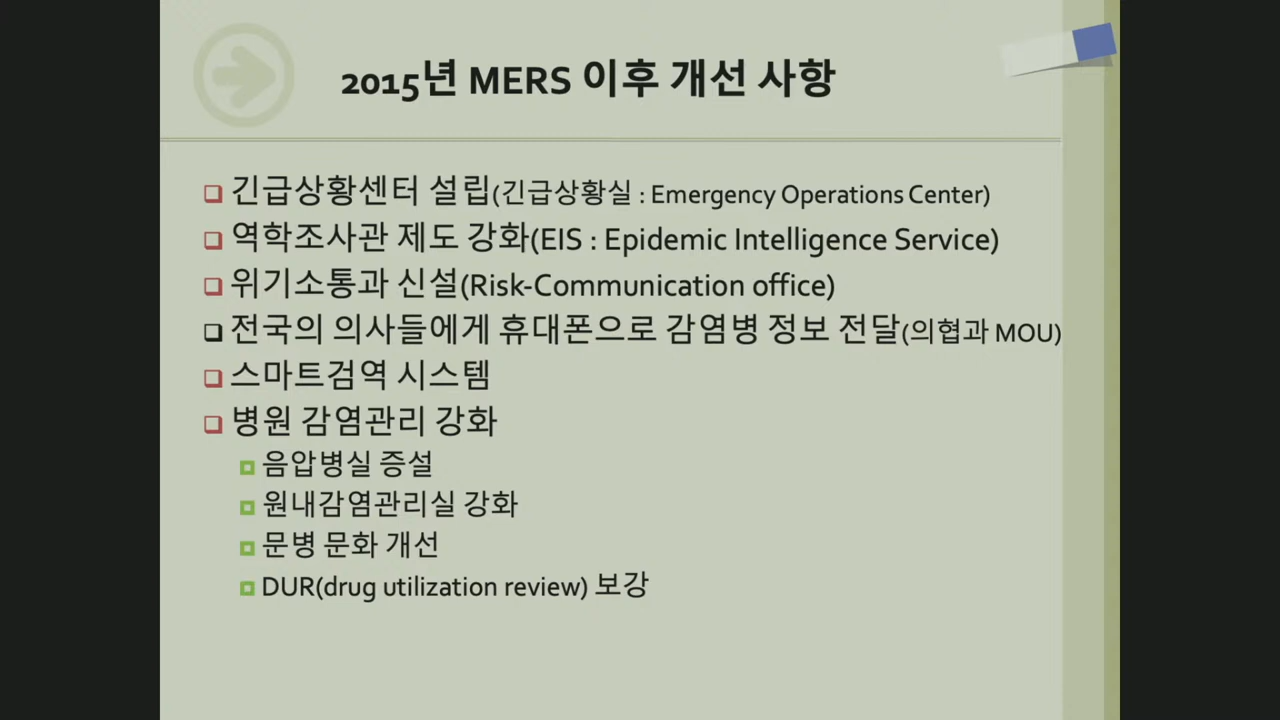 2015년 MERS 이후 개선 사항
긴급상황센터 설립(긴급상황실 : Emergency Operations Center)
역학조사관 제도 강화(EIS : Epidemic Intelligence Service)
위기소통과 신설(Risk-Communication office)
전국의 의사들에게 휴대폰으로 감염병 정보 전달(의협과 MOU)
스마트검역 시스템
병원 감염관리 강화
음압병실 증설
원내감염관리실 강화
문병 문화 개선
DUR(drug utilization review) 보강